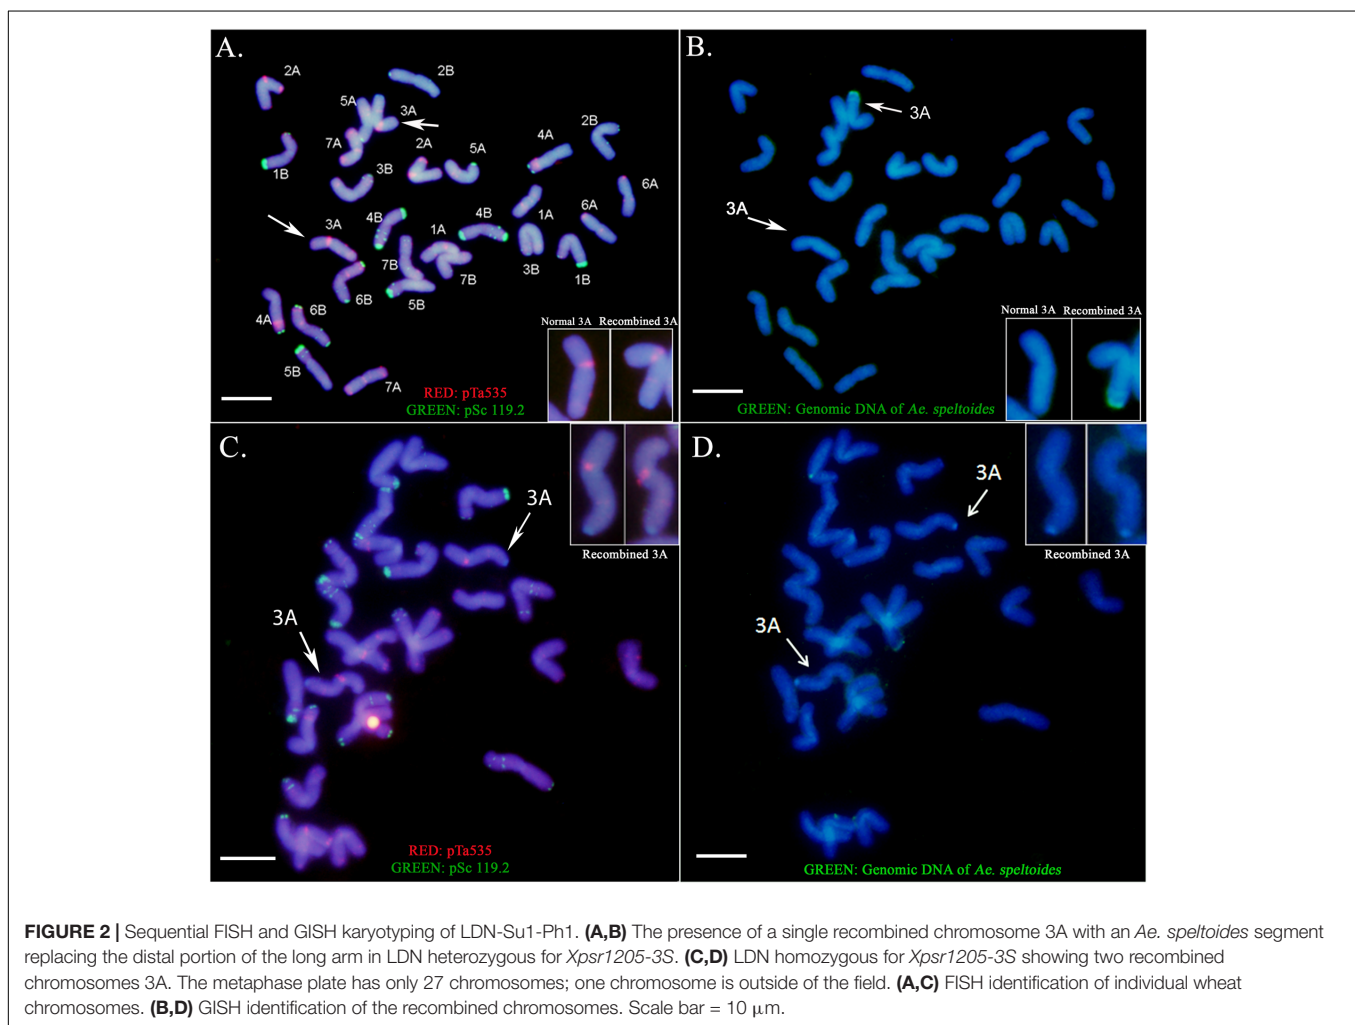 A.
2A
2B
5A
3A
7A
2A
5A
4A
2B
1B
3B
6A
3A
4B
4B
1A
1A
6A
7B
7B
3B
1B
6B
5B
4A
6B
5B
7A
Normal 3A
Recombined 3A
RED: pTa535
GREEN: pSc 119.2
B.
3A
3A
Normal 3A
Recombined 3A
GREEN: Genomic DNA of Ae. speltoides
C.
3A
3A
Recombined 3A
RED: pTa535
GREEN: pSc 119.2
D.
3A
3A
Recombined 3A
GREEN: Genomic DNA of Ae. speltoides
FIGURE 2 | Sequential FISH and GISH karyotyping of LDN-Su1-Ph1. (A,B) The presence of a single recombined chromosome 3A with an Ae. speltoides segment
replacing the distal portion of the long arm in LDN heterozygous for Xpsr1205-3S. (C,D) LDN homozygous for Xpsr1205-3S showing two recombined
chromosomes 3A. The metaphase plate has only 27 chromosomes; one chromosome is outside of the field. (A,C) FISH identification of individual wheat
chromosomes. (B,D) GISH identification of the recombined chromosomes. Scale bar = 10 μm.